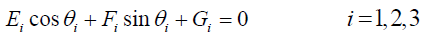 E_i cos θ_i + F_i sin θ_i + G_i = 0 i=1,2,3